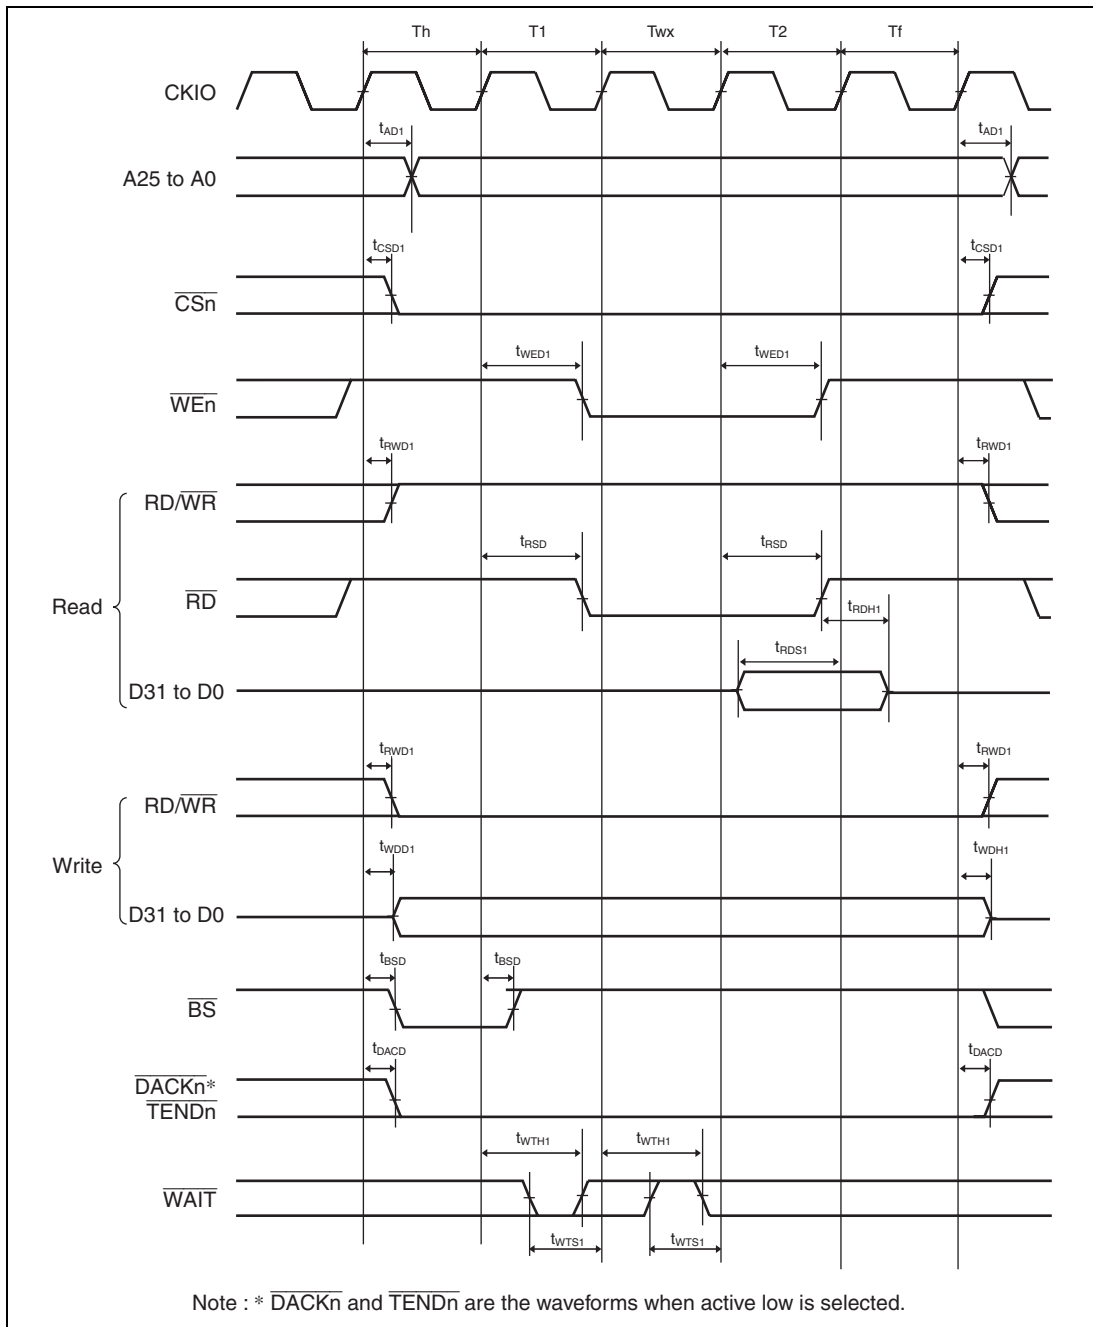 Th T1 Twx T2 Tf
CKIO
tAD1 tAD1
A25 to A0
tCSD1 tCSD1
CSn
tWED1 tWED1
WEn
tRWD1 tRWD1
RD/WR
tRSD tRSD
Read
RD
tRDH1
tRDS1
D31 to D0
tRWD1 tRWD1
RD/WR
Write
tWDD1 tWDH1
D31 to D0
tBSD tBSD
BS
tDACD tDACD
DACKn*
TENDn
tWTH1 tWTH1
WAIT
tWTS1 tWTS1
Note : * DACKn and TENDn are the waveforms when active low is selected.